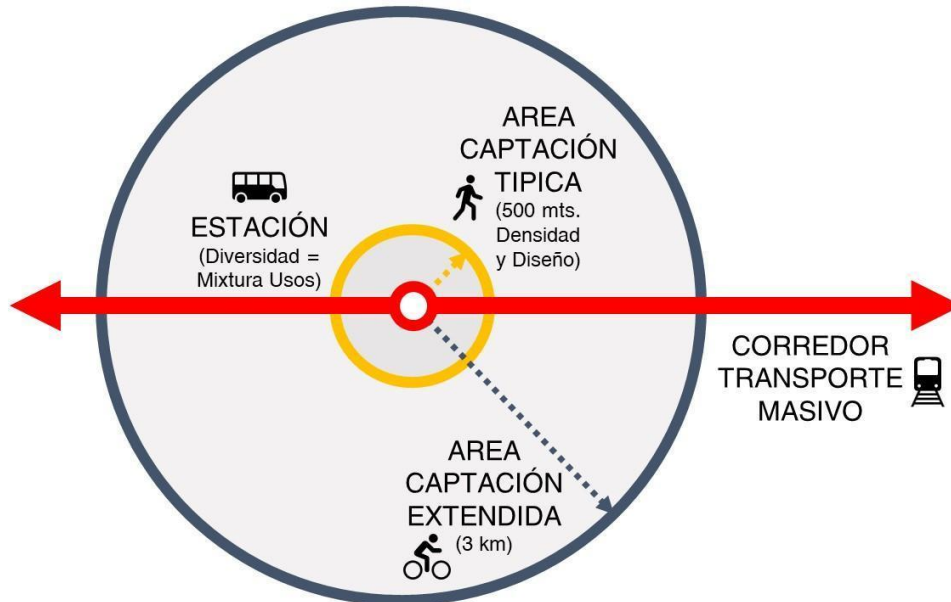 AREA
CAPTACIÓN
TIPICA
(500 mts.
Densidad
y Diseño)
ESTACIÓN
(Diversidad =
Mixtura Usos)
CORREDOR
TRANSPORTE
MASIVO
AREA
CAPTACIÓN
EXTENDIDA
(3 km)